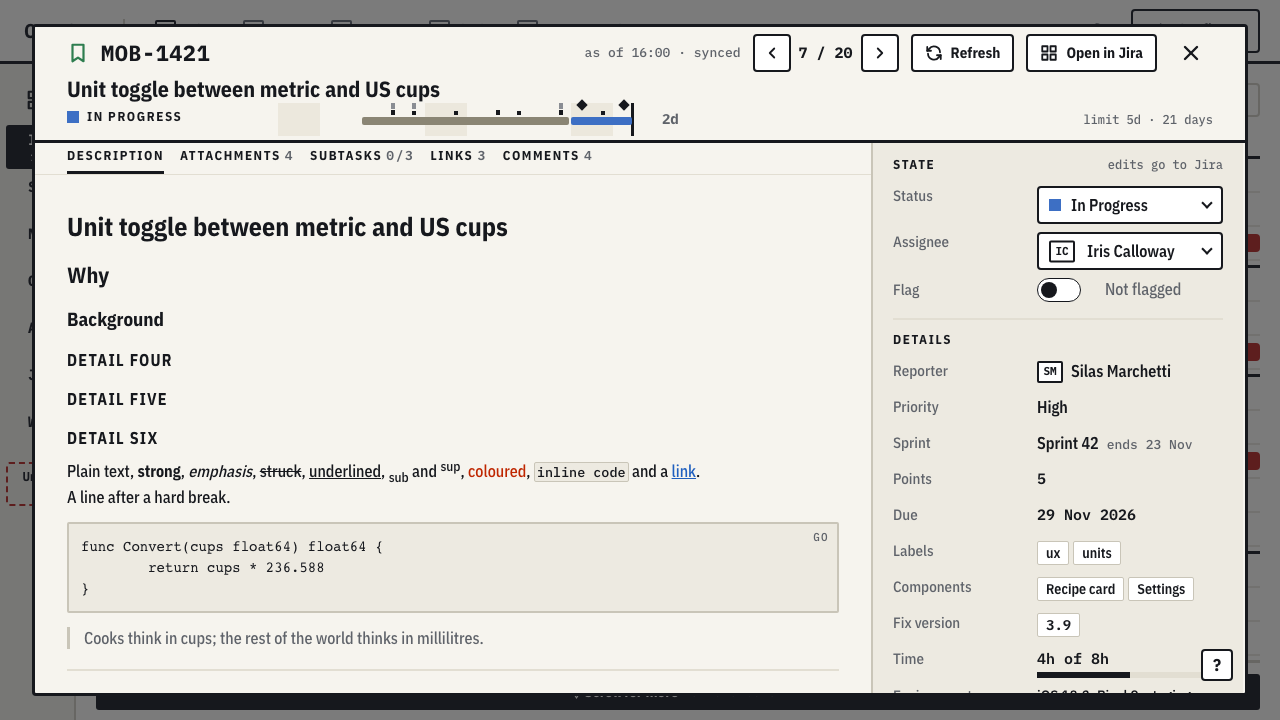 MOB-1421
as of 16:00 · synced
7 / 20
Refresh
Open in Jira
Unit toggle between metric and US cups
IN PROGRESS
2d
limit 5d · 21 days
DESCRIPTION ATTACHMENTS 4 SUBTASKS 0/3 LINKS 3 COMMENTS 4
Unit toggle between metric and US cups
Why
Background
DETAIL FOUR
DETAIL FIVE
DETAIL SIX
Plain text, strong, emphasis, struck, underlined, sub and sup, coloured, inline code and a link.
A line after a hard break.
GO
func Convert(cups float64) float64 {
return cups * 236.588
}
Cooks think in cups; the rest of the world thinks in millilitres.
STATE edits go to Jira
Status In Progress
Assignee IC Iris Calloway
Flag Not flagged
DETAILS
Reporter SM Silas Marchetti
Priority High
Sprint Sprint 42 ends 23 Nov
Points 5
Due 29 Nov 2026
Labels ux units
Components Recipe card Settings
Fix version 3.9
Time 4h of 8h
?